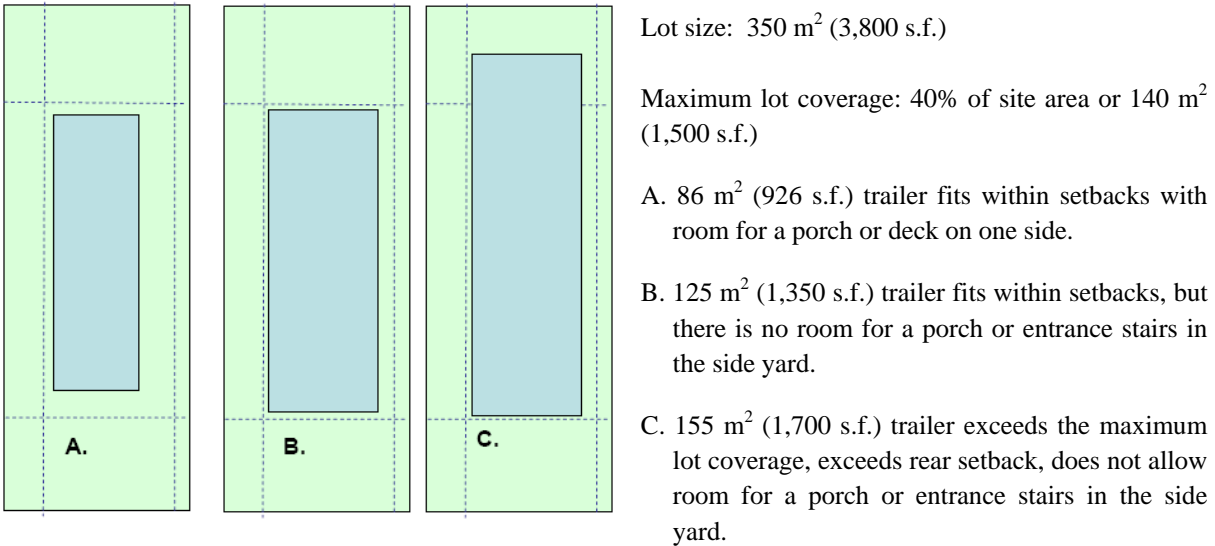 A.
B.
C.
Lot size: 350 m² (3,800 s.f.)
Maximum lot coverage: 40% of site area or 140 m²
(1,500 s.f.)
A. 86 m² (926 s.f.) trailer fits within setbacks with
room for a porch or deck on one side.
B. 125 m² (1,350 s.f.) trailer fits within setbacks, but
there is no room for a porch or entrance stairs in
the side yard.
C. 155 m² (1,700 s.f.) trailer exceeds the maximum
lot coverage, exceeds rear setback, does not allow
room for a porch or entrance stairs in the side
yard.